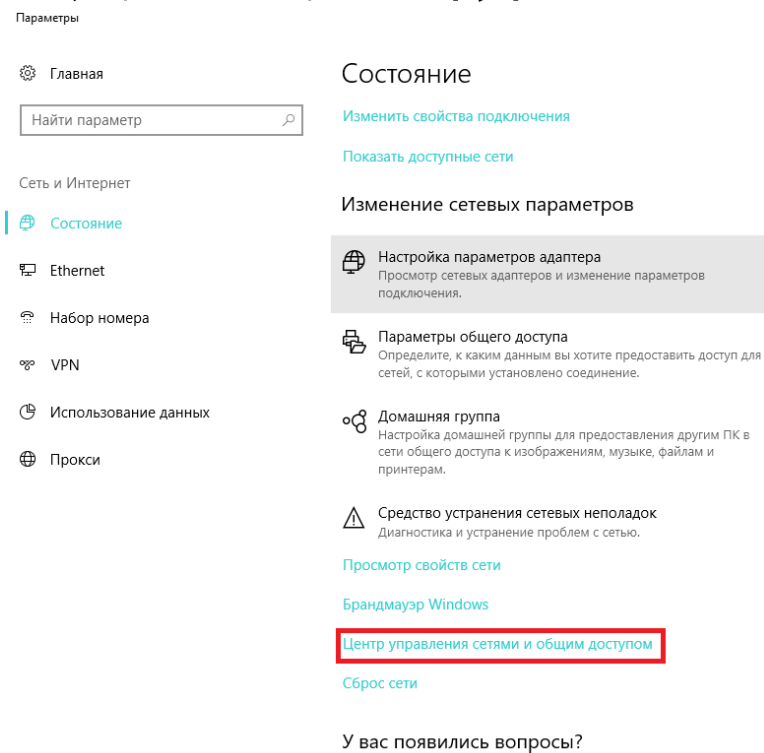 Параметры
Главная
Найти параметр
Сеть и Интернет
Состояние
Ethernet
Набор номера
VPN
Использование данных
Прокси
Состояние
Изменить свойства подключения
Показать доступные сети
Изменение сетевых параметров
Настройка параметров адаптера
Просмотр сетевых адаптеров и изменение параметров
подключения.
Параметры общего доступа
Определите, к каким данным вы хотите предоставить доступ для
сетей, с которыми установлено соединение.
Домашняя группа
Настройка домашней группы для предоставления другим ПК в
сети общего доступа к изображениям, музыке, файлам и
принтерам.
Средство устранения сетевых неполадок
Диагностика и устранение проблем с сетью.
Просмотр свойств сети
Брандмауэр Windows
Центр управления сетями и общим доступом
Сброс сети
У вас появились вопросы?